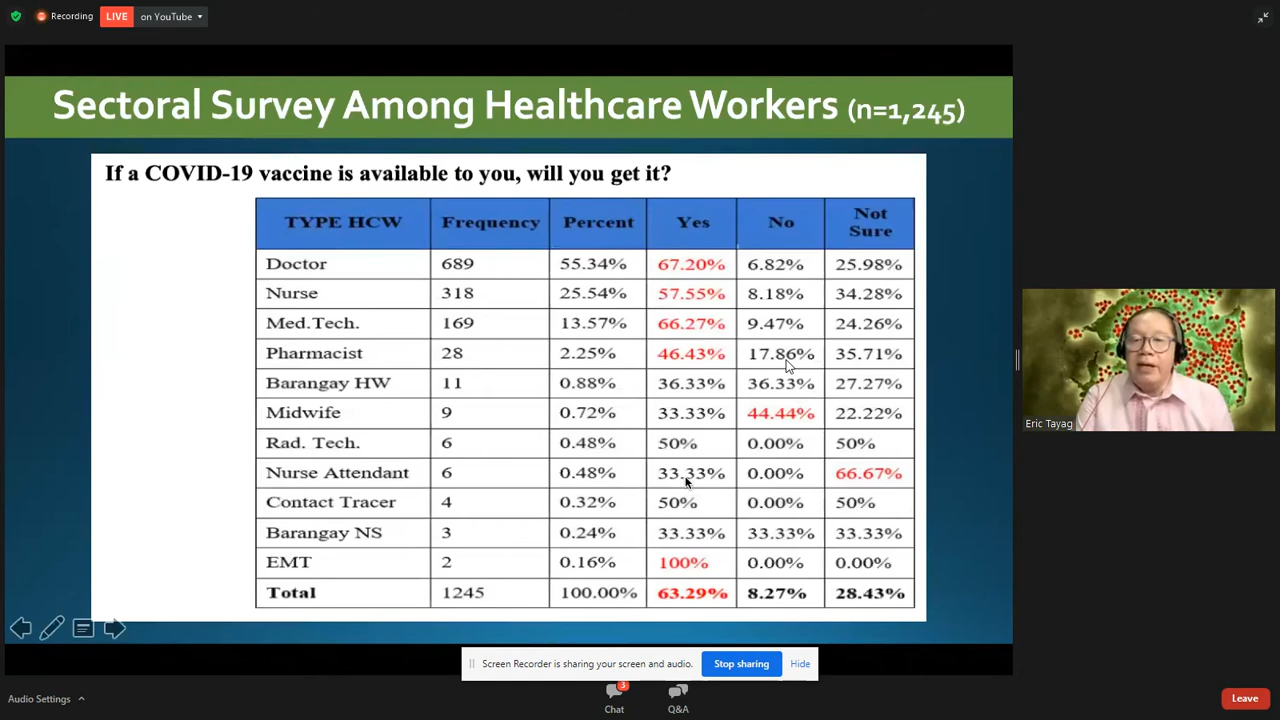 Recording LIVE on YouTube
Sectoral Survey Among Healthcare Workers (n=1,245)
If a COVID-19 vaccine is available to you, will you get it?
TYPE HCW Frequency Percent Yes No Not Sure
Doctor 689 55.34% 67.20% 6.82% 25.98%
Nurse 318 25.54% 57.55% 8.18% 34.28%
Med.Tech. 169 13.57% 66.27% 9.47% 24.26%
Pharmacist 28 2.25% 46.43% 17.86% 35.71%
Barangay HW 11 0.88% 36.33% 36.33% 27.27%
Midwife 9 0.72% 33.33% 44.44% 22.22%
Rad. Tech. 6 0.48% 50% 0.00% 50%
Nurse Attendant 6 0.48% 33.33% 0.00% 66.67%
Contact Tracer 4 0.32% 50% 0.00% 50%
Barangay NS 3 0.24% 33.33% 33.33% 33.33%
EMT 2 0.16% 100% 0.00% 0.00%
Total 1245 100.00% 63.29% 8.27% 28.43%
Eric Tayag
Screen Recorder is sharing your screen and audio. Stop sharing Hide
Audio Settings
3
Chat
Q&A
Leave